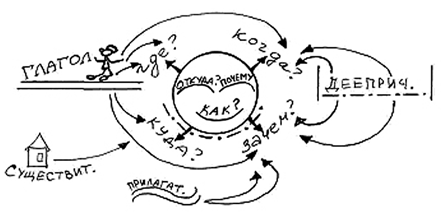 ГЛАГОЛ
где?
когда?
ОТКУДА? ПОЧЕМУ
КАК?
ДЕЕПРИЧ.
куда?
зачем?
СУЩЕСТВИТ.
ПРИЛАГАТ.